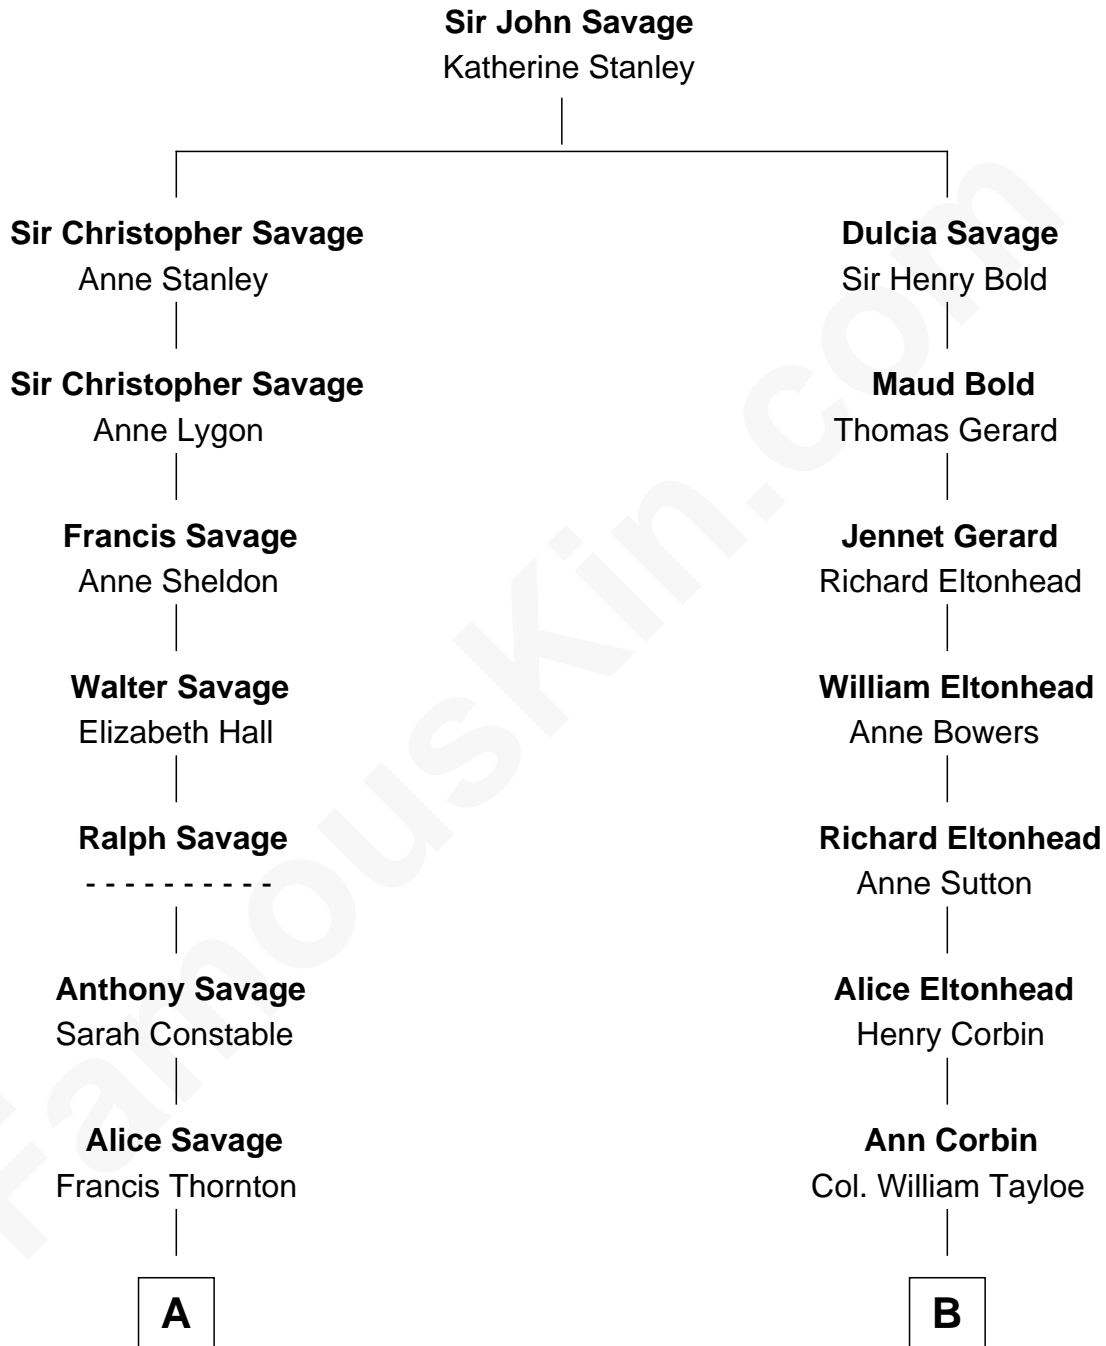 Sir John Savage
Katherine Stanley
Sir Christopher Savage
Anne Stanley
Sir Christopher Savage
Anne Lygon
Francis Savage
Anne Sheldon
Walter Savage
Elizabeth Hall
Ralph Savage
- - - - - - - - - -
Anthony Savage
Sarah Constable
Alice Savage
Francis Thornton
A
Dulcia Savage
Sir Henry Bold
Maud Bold
Thomas Gerard
Jennet Gerard
Richard Eltonhead
William Eltonhead
Anne Bowers
Richard Eltonhead
Anne Sutton
Alice Eltonhead
Henry Corbin
Ann Corbin
Col. William Tayloe
B
FamousKin.com